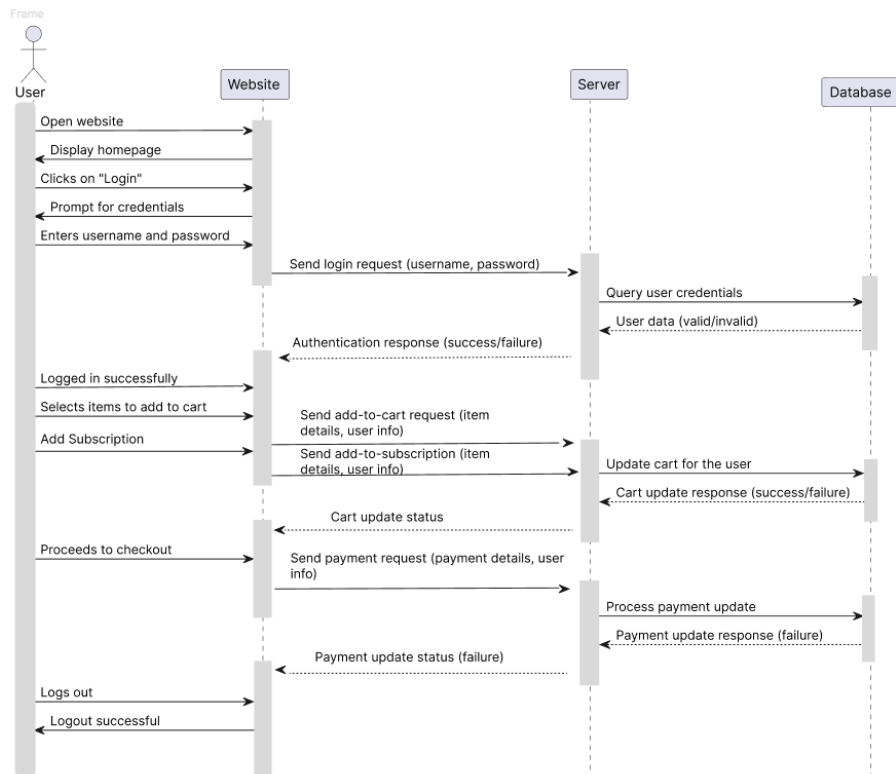 Frame
User
Website
Server
Database
Open website
Display homepage
Clicks on "Login"
Prompt for credentials
Enters username and password
Send login request (username, password)
Query user credentials
User data (valid/invalid)
Authentication response (success/failure)
Logged in successfully
Selects items to add to cart
Send add-to-cart request (item
details, user info)
Add Subscription
Send add-to-subscription (item
details, user info)
Update cart for the user
Cart update response (success/failure)
Cart update status
Proceeds to checkout
Send payment request (payment details, user
info)
Process payment update
Payment update response (failure)
Payment update status (failure)
Logs out
Logout successful